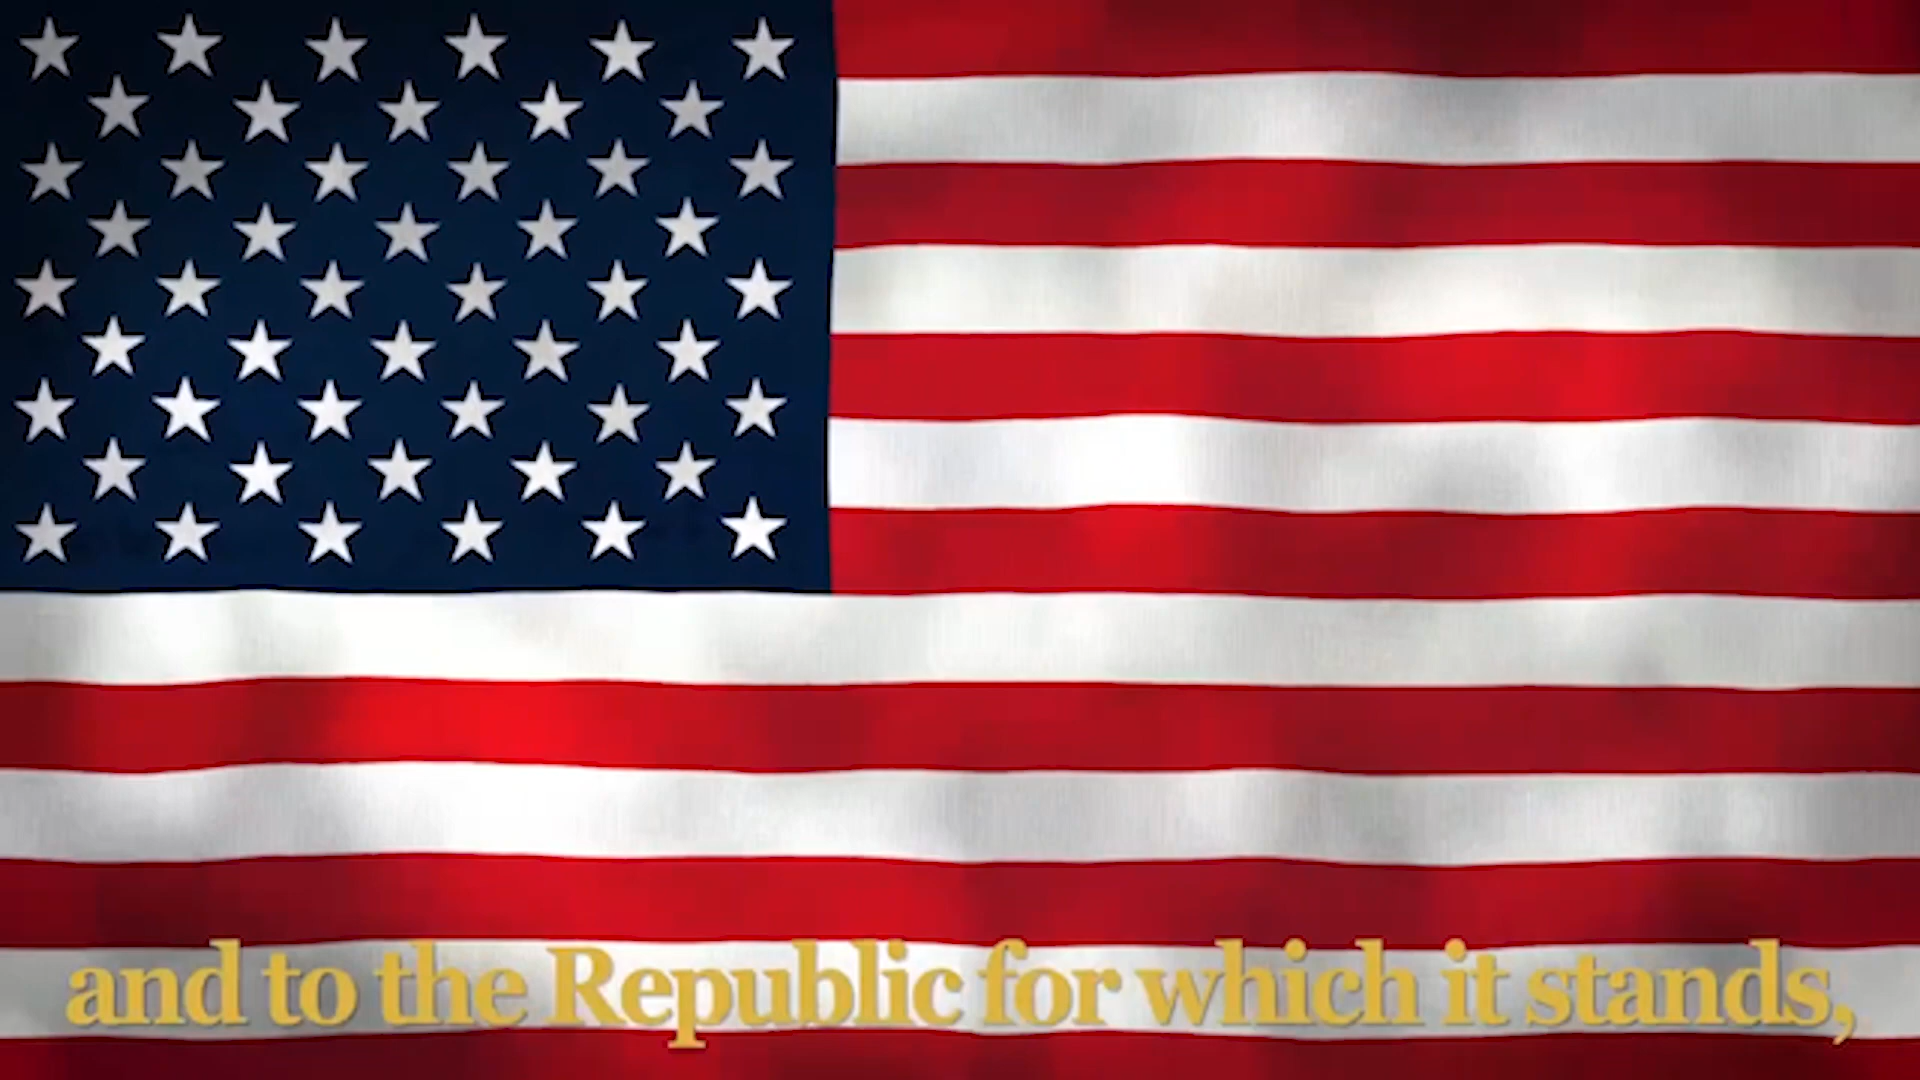 and to the Republic for which it stands,